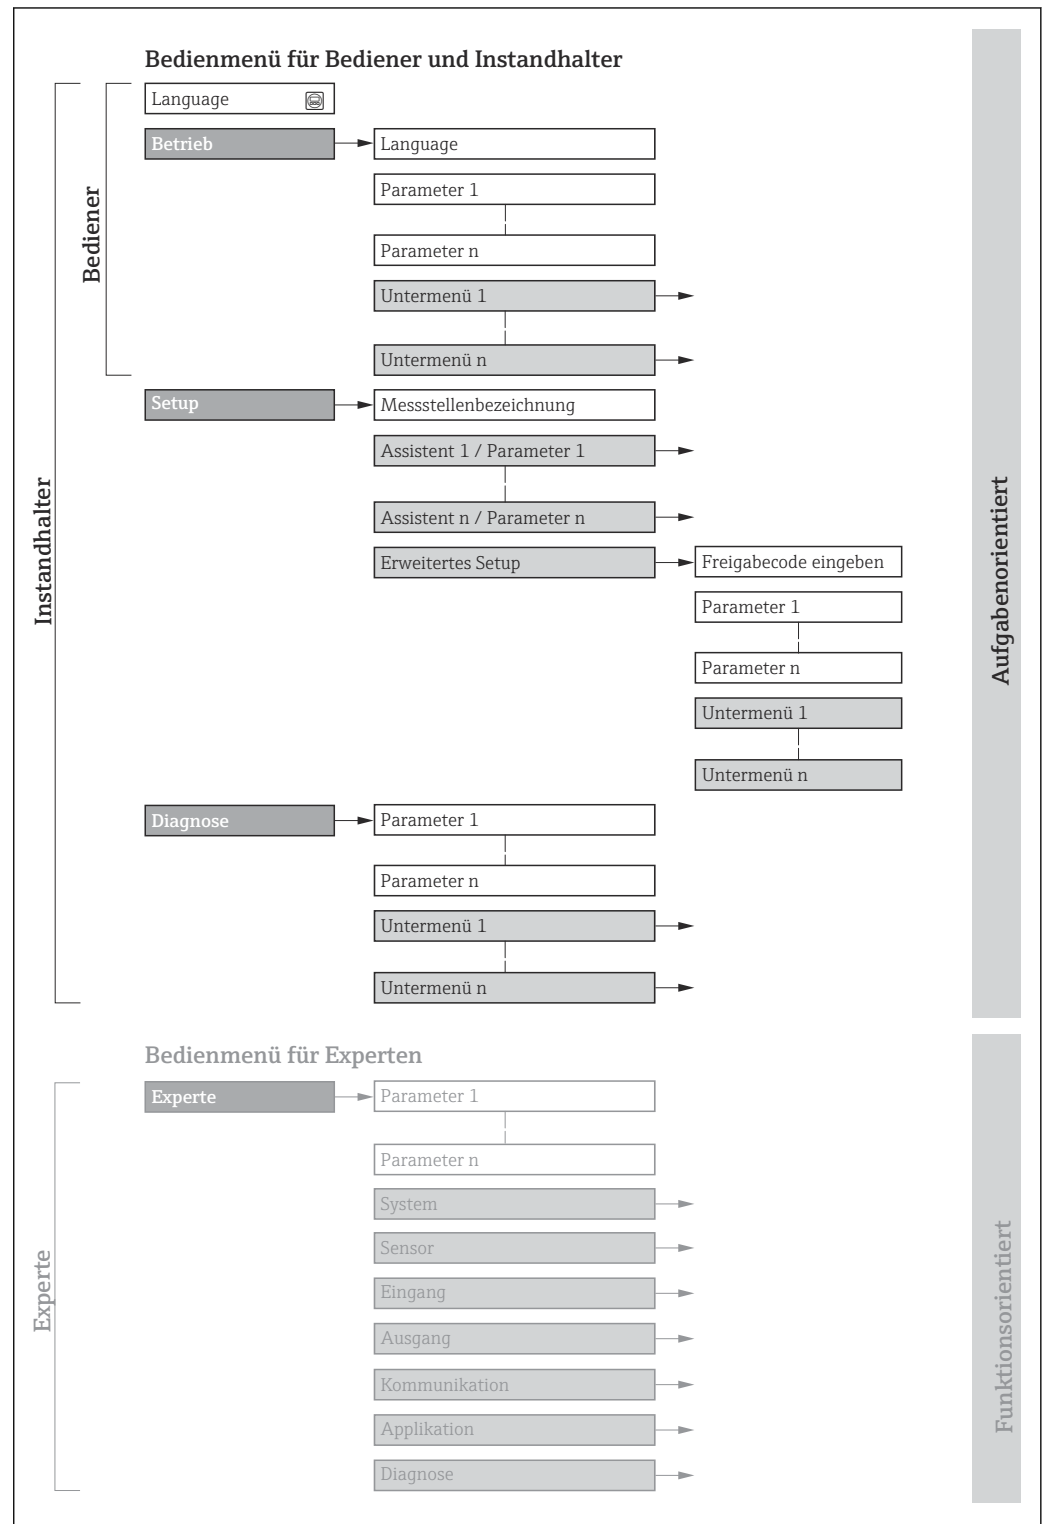 Bedienmenü für Bediener und Instandhalter
Language
Betrieb
Language
Parameter 1
Parameter n
Untermenü 1
Untermenü n
Bediener
Setup
Messstellenbezeichnung
Assistent 1 / Parameter 1
Assistent n / Parameter n
Erweitertes Setup
Freigabecode eingeben
Parameter 1
Parameter n
Untermenü 1
Untermenü n
Instandhalter
Aufgabenorientiert
Diagnose
Parameter 1
Parameter n
Untermenü 1
Untermenü n
Bedienmenü für Experten
Experte
Parameter 1
Parameter n
System
Sensor
Eingang
Ausgang
Kommunikation
Applikation
Diagnose
Experte
Funktionsorientiert